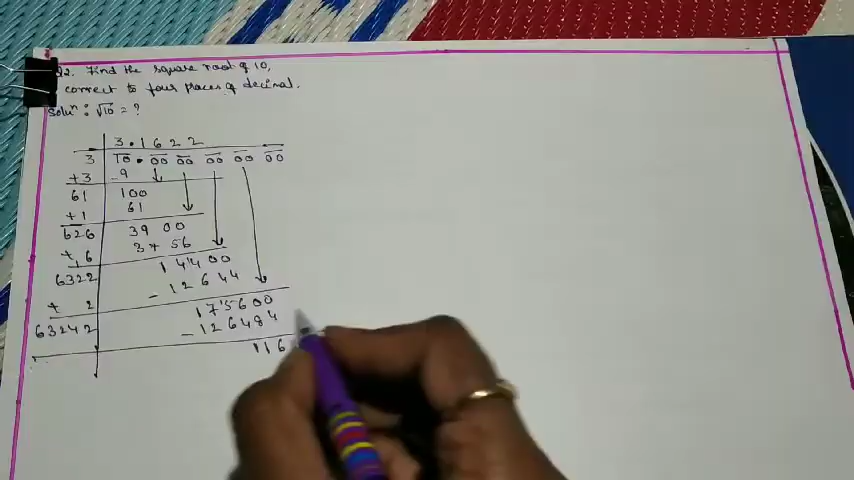 Q2. Find the square root of 10,
correct to four places of decimal.
Soluⁿ : √10 = ?
3.1622
3 10.00 00 00 00 00
+3 -9
61 100
+1 61
626 3900
+ 6 3756
6322 14400
- 12644
+ 2 175600
63242 - 126484
116